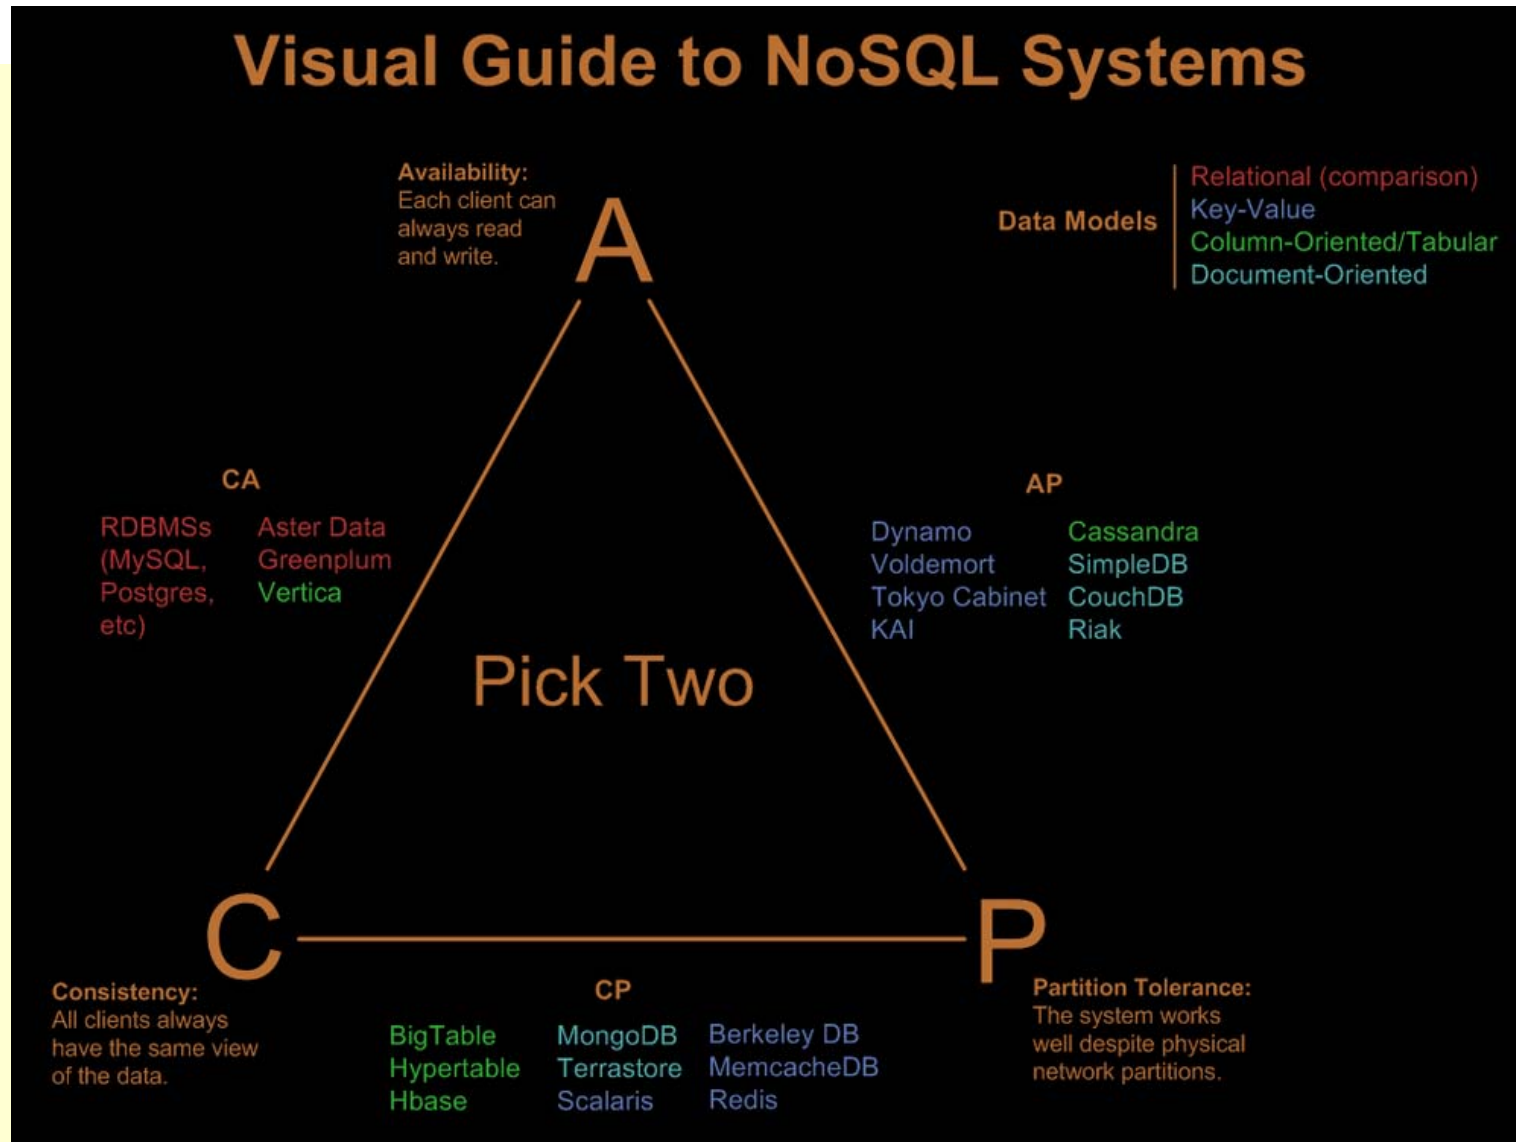 Visual Guide to NoSQL Systems
Availability:
Each client can
always read
and write.
A
Data Models
Relational (comparison)
Key-Value
Column-Oriented/Tabular
Document-Oriented
CA
RDBMSs
(MySQL,
Postgres,
etc)
Aster Data
Greenplum
Vertica
AP
Dynamo
Voldemort
Tokyo Cabinet
KAI
Cassandra
SimpleDB
CouchDB
Riak
Pick Two
C
Consistency:
All clients always
have the same view
of the data.
CP
BigTable
Hypertable
Hbase
MongoDB
Terrastore
Scalaris
Berkeley DB
MemcacheDB
Redis
P
Partition Tolerance:
The system works
well despite physical
network partitions.